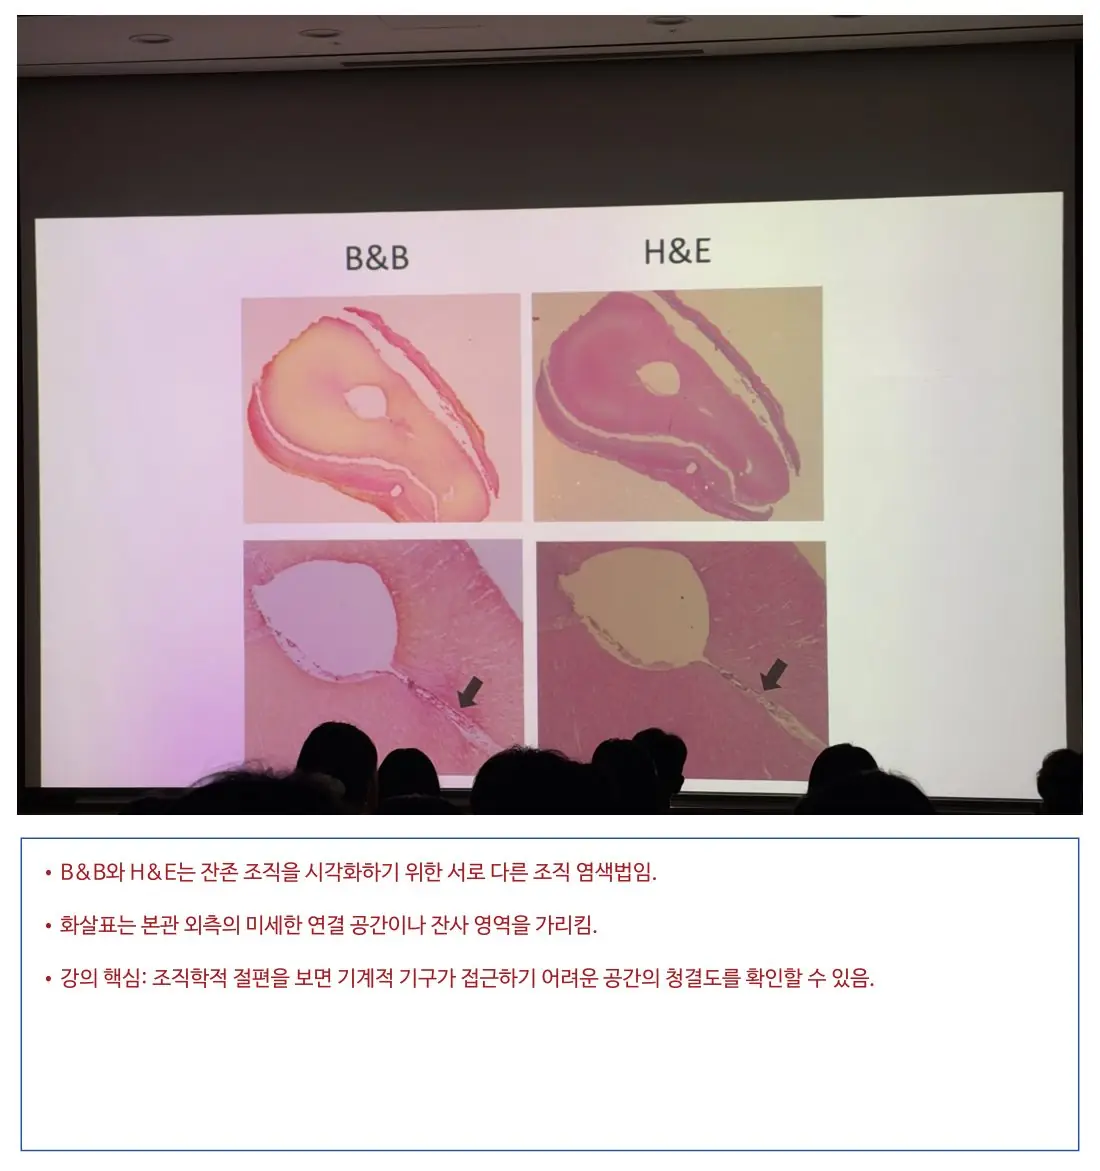 B&B
H&E
• B&B와 H&E는 잔존 조직을 시각화하기 위한 서로 다른 조직 염색법임.
• 화살표는 본관 외측의 미세한 연결 공간이나 잔사 영역을 가리킴.
• 강의 핵심: 조직학적 절편을 보면 기계적 기구가 접근하기 어려운 공간의 청결도를 확인할 수 있음.